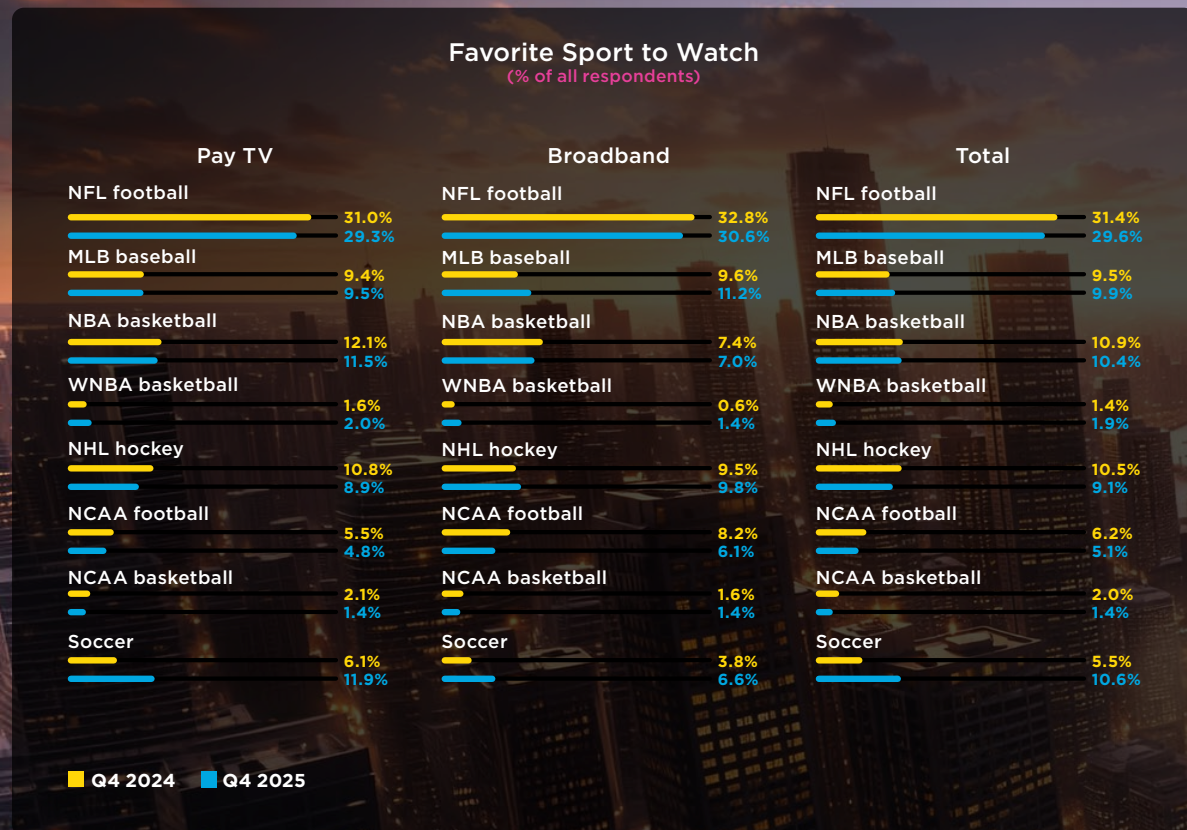 Favorite Sport to Watch
(% of all respondents)
Pay TV
NFL football
31.0%
29.3%
MLB baseball
9.4%
9.5%
NBA basketball
12.1%
11.5%
WNBA basketball
1.6%
2.0%
NHL hockey
10.8%
8.9%
NCAA football
5.5%
4.8%
NCAA basketball
2.1%
1.4%
Soccer
6.1%
11.9%
Broadband
NFL football
32.8%
30.6%
MLB baseball
9.6%
11.2%
NBA basketball
7.4%
7.0%
WNBA basketball
0.6%
1.4%
NHL hockey
9.5%
9.8%
NCAA football
8.2%
6.1%
NCAA basketball
1.6%
1.4%
Soccer
3.8%
6.6%
Total
NFL football
31.4%
29.6%
MLB baseball
9.5%
9.9%
NBA basketball
10.9%
10.4%
WNBA basketball
1.4%
1.9%
NHL hockey
10.5%
9.1%
NCAA football
6.2%
5.1%
NCAA basketball
2.0%
1.4%
Soccer
5.5%
10.6%
Q4 2024 Q4 2025